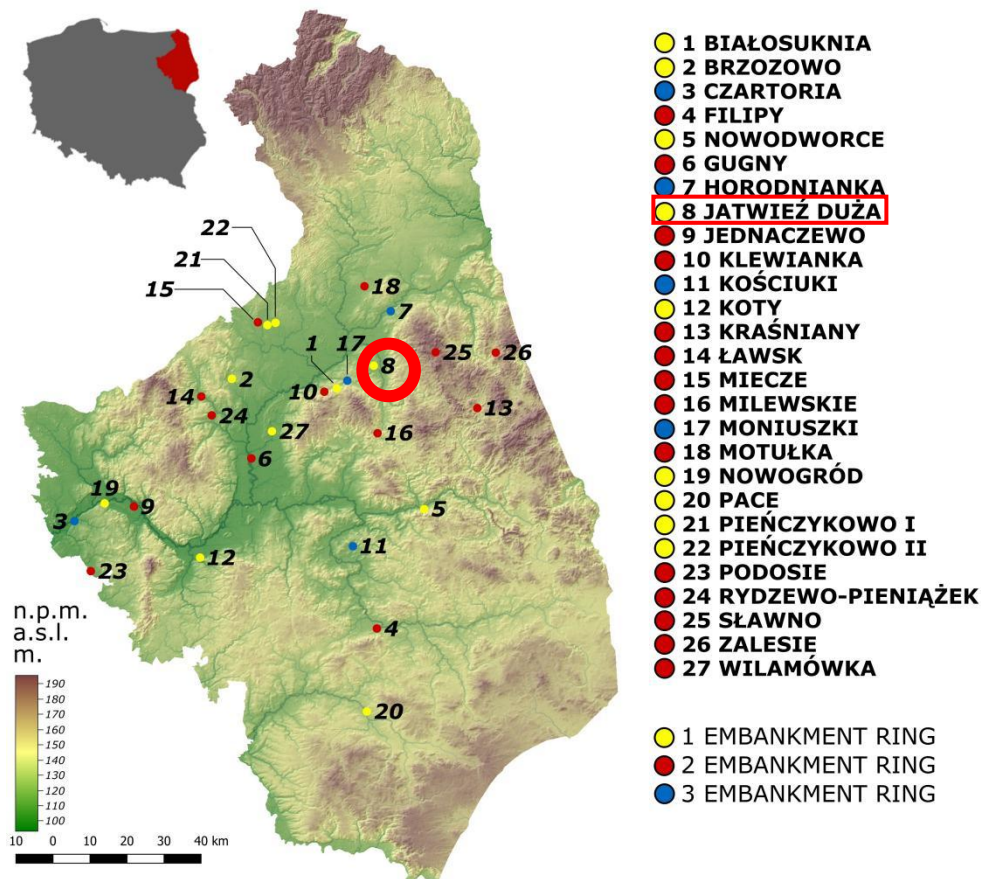 1 BIAŁOSUKNIA
2 BRZOZOWO
3 CZARTORIA
4 FILIPY
5 NOWODWORCE
6 GUGNY
7 HORODNIANKA
8 JATWIEŹ DUŻA
9 JEDNACZEWO
10 KLEWIANKA
11 KOŚCIUKI
12 KOTY
13 KRAŚNIANY
14 ŁAWSK
15 MIECZE
16 MILEWSKIE
17 MONIUSZKI
18 MOTUŁKA
19 NOWOGRÓD
20 PACE
21 PIEŃCZYKOWO I
22 PIEŃCZYKOWO II
23 PODOSIE
24 RYDZEWO-PIENIĄŻEK
25 SŁAWNO
26 ZALESIE
27 WILAMÓWKA
1 EMBANKMENT RING
2 EMBANKMENT RING
3 EMBANKMENT RING
22
21
15
18
7
1
17
25
26
8
2
10
14
13
24
27
16
6
19
9
5
3
11
12
23
4
20
n.p.m.
a.s.l.
m.
190
180
170
160
150
140
130
120
110
100
10 0 10 20 30 40 km